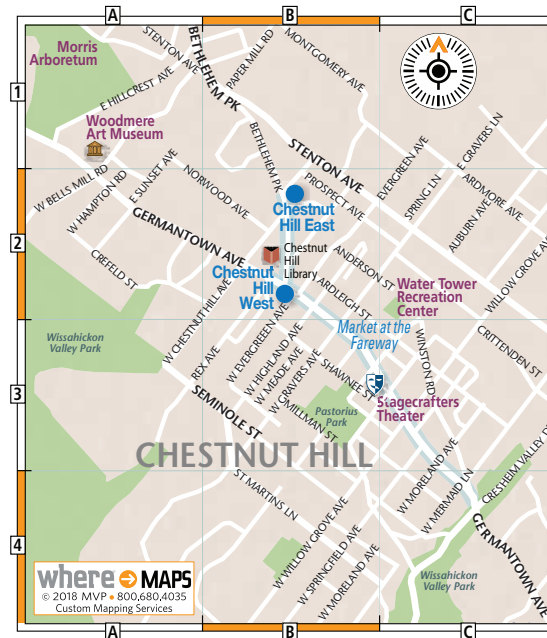 A
B
C
1
2
3
4
Morris
Arboretum
STENTON AVE
BETHLEHEM PK
PAPER MILL RD
MONTGOMERY AVE
E HILLCREST AVE
Woodmere
Art Museum
BETHLEHEM PK
STENTON AVE
EVERGREEN AVE
E GRAVERS LN
W BELLS MILL RD
W HAMPTON RD
E SUNSET AVE
NORWOOD AVE
PROSPECT AVE
SPRING LN
ARDMORE AVE
AUBURN AVE
Chestnut
Hill East
GERMANTOWN AVE
Chestnut
Hill
Library
ANDERSON ST
WILLOW GROVE AVE
CREFELD ST
Chestnut
Hill
West
ARDLEIGH ST
Water Tower
Recreation
Center
W CHESTNUT HILL AVE
Market at the
Fareway
CRITTENDEN ST
Wissahickon
Valley Park
REX AVE
W EVERGREEN AVE
W HIGHLAND AVE
W MEADE AVE
W GRAVERS AVE
SHAWNEE ST
WINSTON RD
Stagecrafters
Theater
SEMINOLE ST
MILLMAN ST
Pastorius
Park
CHESTNUT HILL
ST MARTINS LN
W MORELAND AVE
W MERMAID LN
CRESHEIM VALLEY D
GERMANTOWN AVE
W WILLOW GROVE AVE
W SPRINGFIELD AVE
W MORELAND AVE
Wissahickon
Valley Park
where MAPS
© 2018 MVP • 800,680,4035
Custom Mapping Services
A
B
C